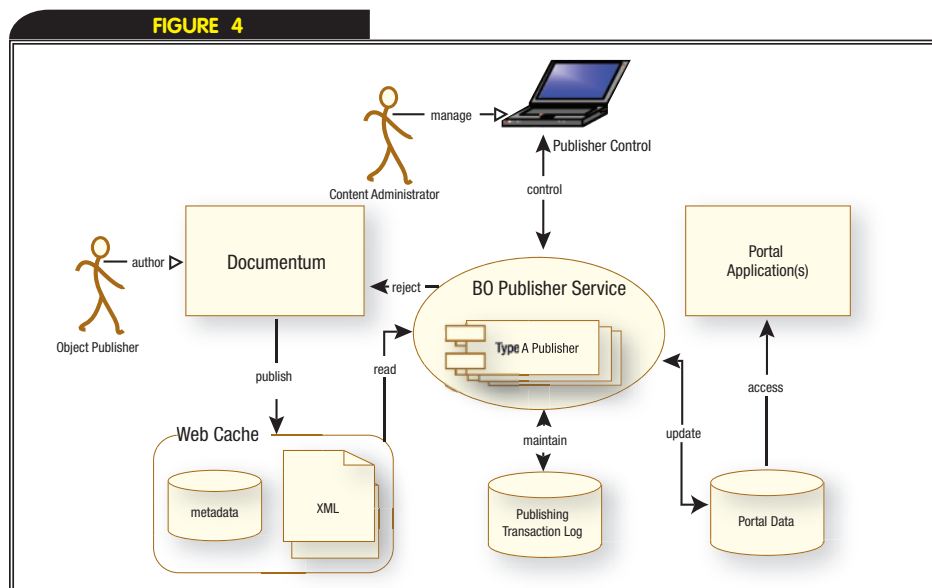 FIGURE 4
manage
Publisher Control
Content Administrator
control
author
Documentum
Portal
Application(s)
reject
BO Publisher Service
Object Publisher
Type A Publisher
publish
read
access
Web Cache
maintain
update
metadata
XML
Publishing
Transaction Log
Portal Data